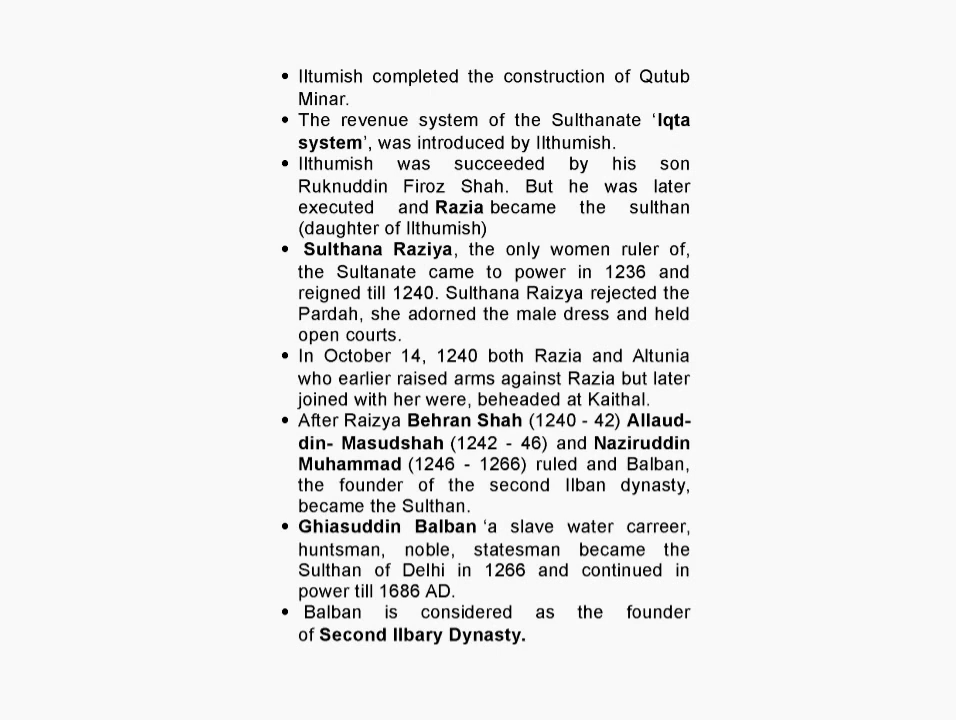 • Iltumish completed the construction of Qutub
Minar.
• The revenue system of the Sulthanate ‘Iqta
system’, was introduced by Ilthumish.
• Ilthumish was succeeded by his son
Ruknuddin Firoz Shah. But he was later
executed and Razia became the sulthan
(daughter of Ilthumish)
• Sulthana Raziya, the only women ruler of,
the Sultanate came to power in 1236 and
reigned till 1240. Sulthana Raizya rejected the
Pardah, she adorned the male dress and held
open courts.
• In October 14, 1240 both Razia and Altunia
who earlier raised arms against Razia but later
joined with her were, beheaded at Kaithal.
• After Raizya Behran Shah (1240 - 42) Allaud-
din- Masudshah (1242 - 46) and Naziruddin
Muhammad (1246 - 1266) ruled and Balban,
the founder of the second Ilban dynasty,
became the Sulthan.
• Ghiasuddin Balban ‘a slave water carreer,
huntsman, noble, statesman became the
Sulthan of Delhi in 1266 and continued in
power till 1686 AD.
• Balban is considered as the founder
of Second Ilbary Dynasty.